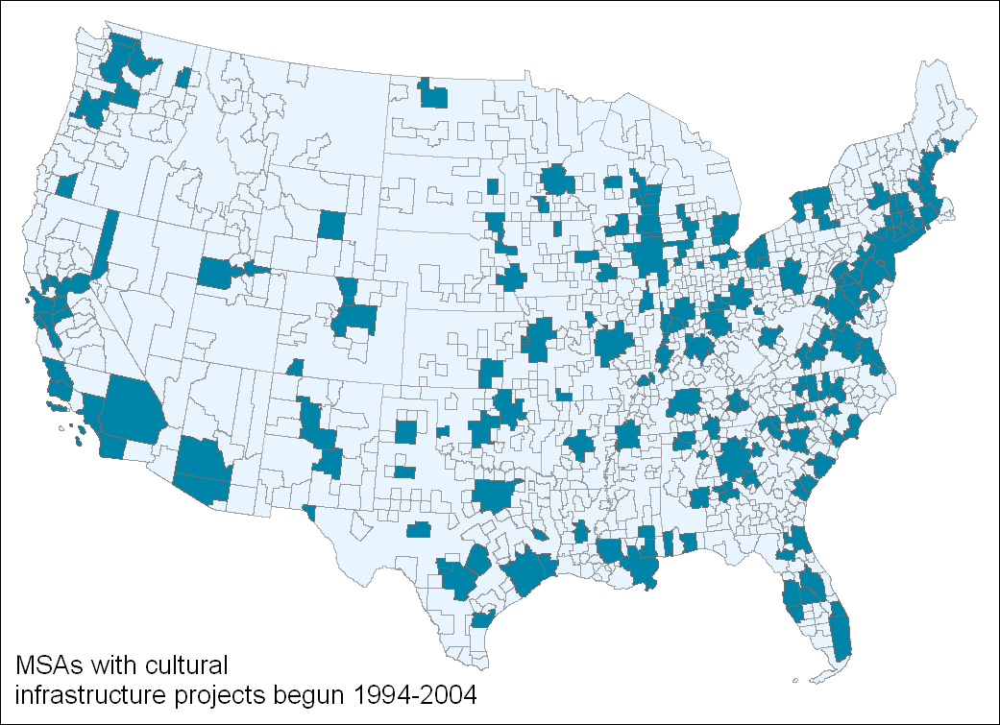 MSAs with cultural
infrastructure projects begun 1994-2004